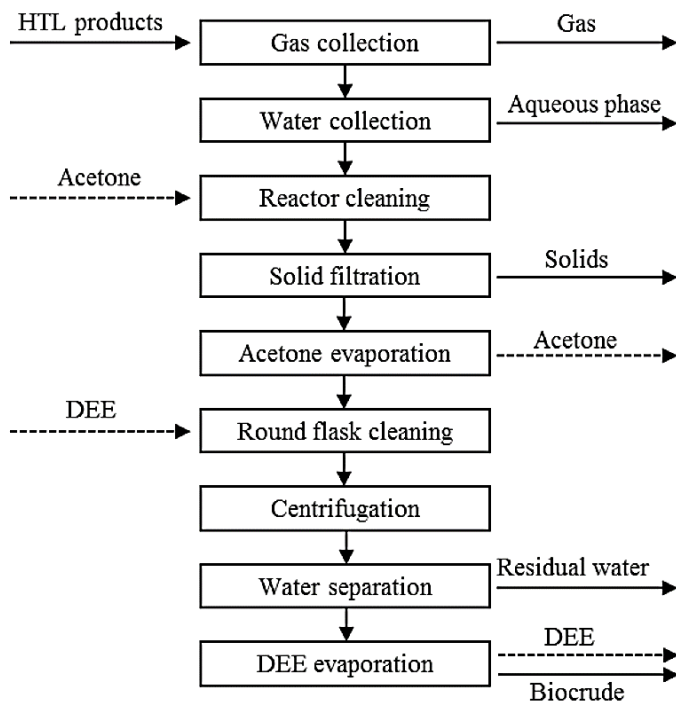 HTL products
Gas collection
Gas
Water collection
Aqueous phase
Acetone
Reactor cleaning
Solid filtration
Solids
Acetone evaporation
Acetone
DEE
Round flask cleaning
Centrifugation
Water separation
Residual water
DEE evaporation
DEE
Biocrude